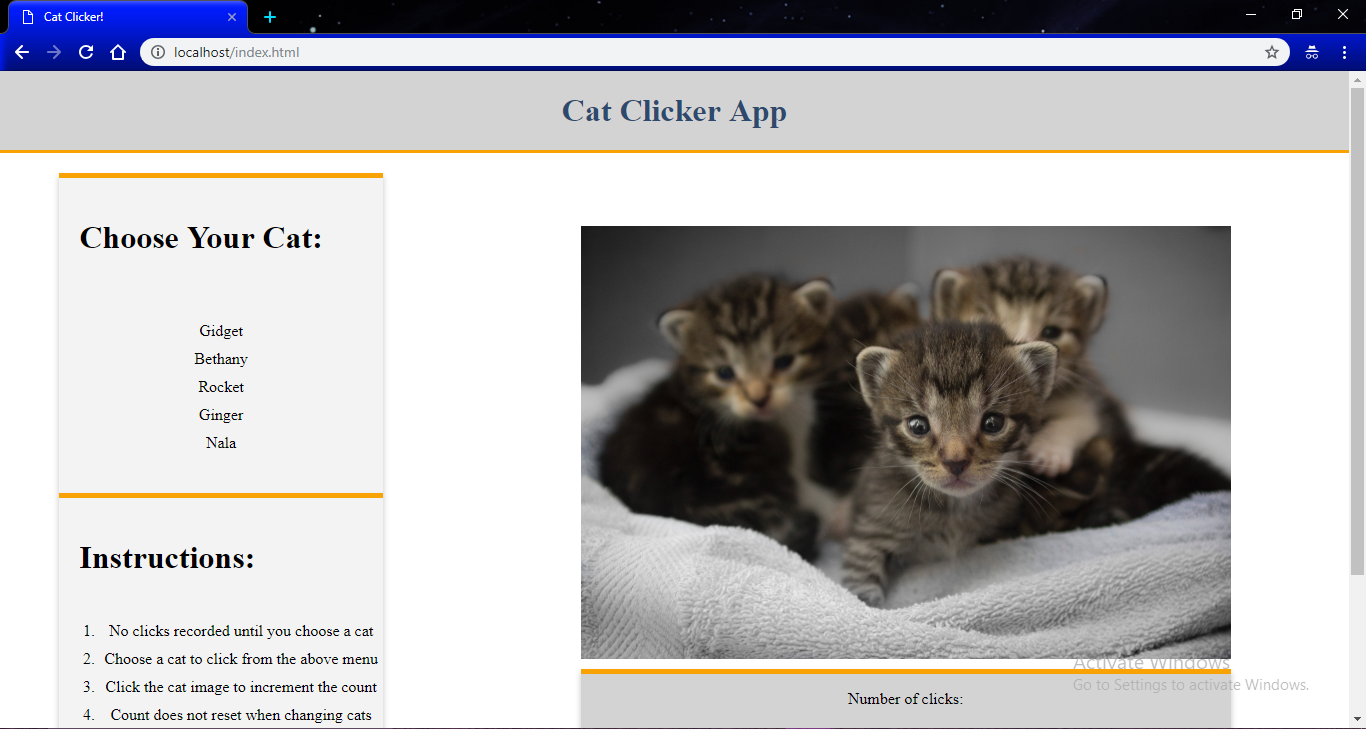 Cat Clicker!
localhost/index.html
Cat Clicker App
Choose Your Cat:
Gidget
Bethany
Rocket
Ginger
Nala
Instructions:
1. No clicks recorded until you choose a cat
2. Choose a cat to click from the above menu
3. Click the cat image to increment the count
4. Count does not reset when changing cats
Number of clicks:
Activate Windows
Go to Settings to activate Windows.